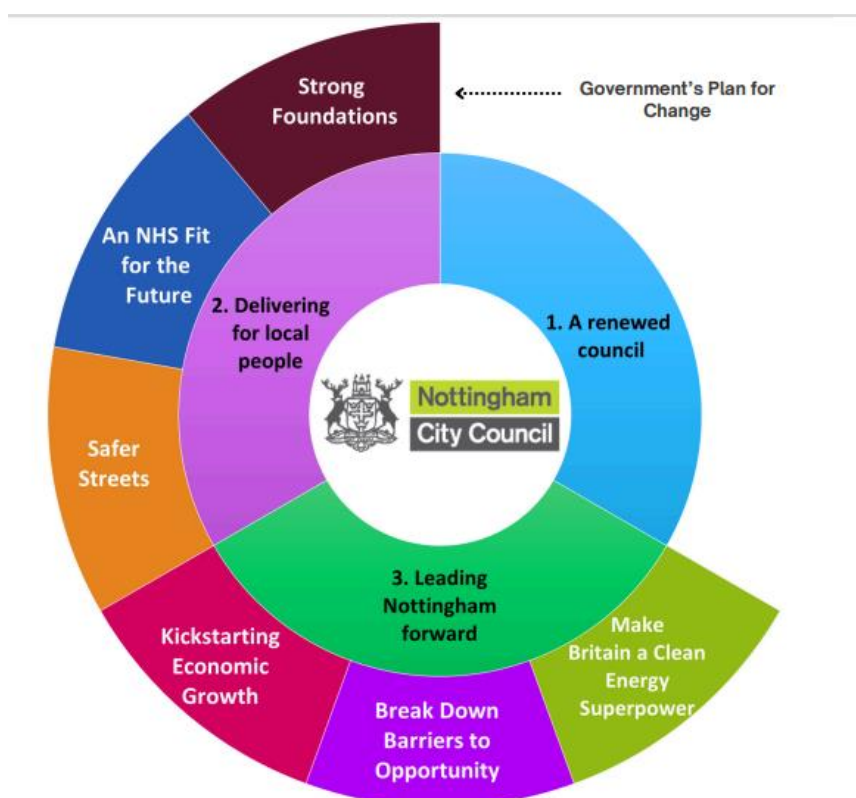 Strong
Foundations
Government's Plan for
Change
An NHS Fit
for the
Future
2. Delivering
for local
people
1. A renewed
council
Nottingham
City Council
Safer
Streets
3. Leading
Nottingham
forward
Kickstarting
Economic
Growth
Break Down
Barriers to
Opportunity
Make
Britain a Clean
Energy
Superpower